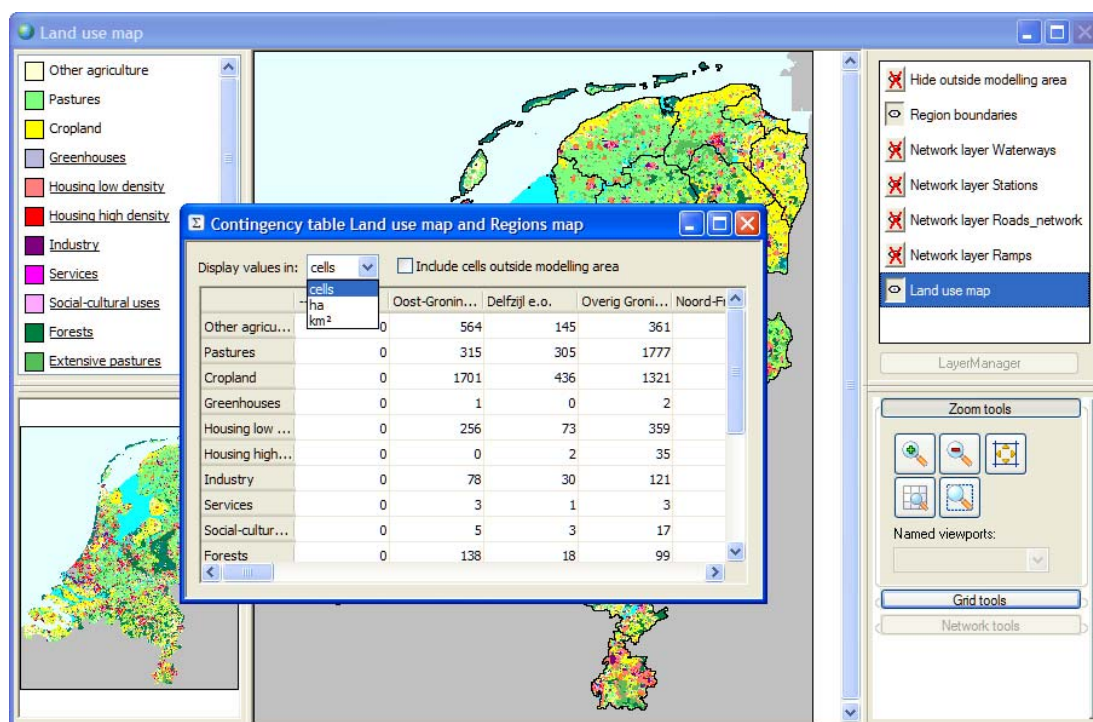 Land use map
Other agriculture
Pastures
Cropland
Greenhouses
Housing low density
Housing high density
Industry
Services
Social-cultural uses
Forests
Extensive pastures
Hide outside modelling area
Region boundaries
Network layer Waterways
Network layer Stations
Network layer Roads_network
Network layer Ramps
Land use map
LayerManager
Zoom tools
Named viewports:
Grid tools
Network tools
Σ Contingency table Land use map and Regions map
Display values in: cells Include cells outside modelling area
cells
ha
km²
Oost-Gronin... Delfzijl e.o. Overig Groni... Noord-Fr
Other agricu... 0 564 145 361
Pastures 0 315 305 1777
Cropland 0 1701 436 1321
Greenhouses 0 1 0 2
Housing low ... 0 256 73 359
Housing high... 0 0 2 35
Industry 0 78 30 121
Services 0 3 1 3
Social-cultur... 0 5 3 17
Forests 0 138 18 99